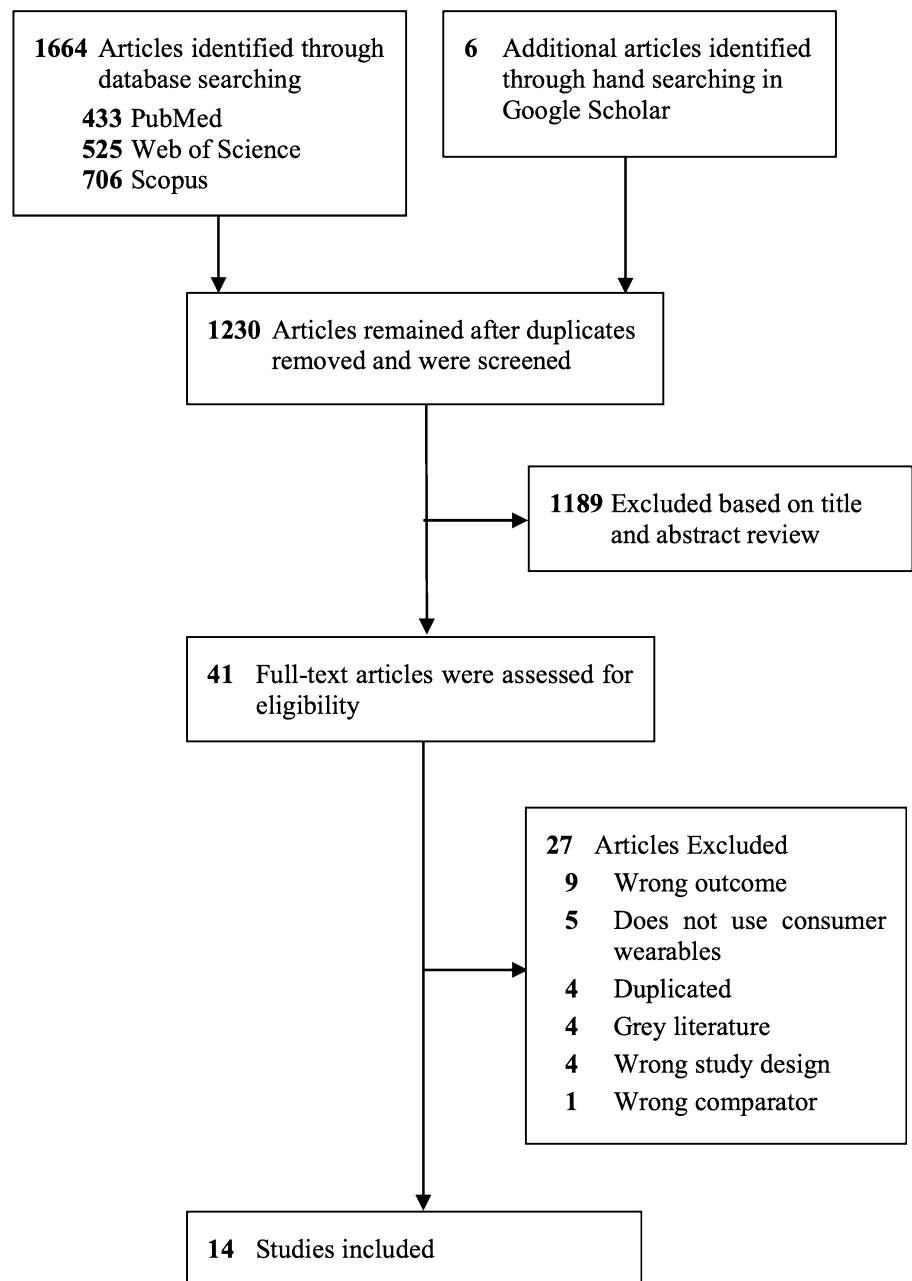 1664 Articles identified through
database searching
433 PubMed
525 Web of Science
706 Scopus
6 Additional articles identified
through hand searching in
Google Scholar
1230 Articles remained after duplicates
removed and were screened
1189 Excluded based on title
and abstract review
41 Full-text articles were assessed for
eligibility
27 Articles Excluded
9 Wrong outcome
5 Does not use consumer
wearables
4 Duplicated
4 Grey literature
4 Wrong study design
1 Wrong comparator
14 Studies included